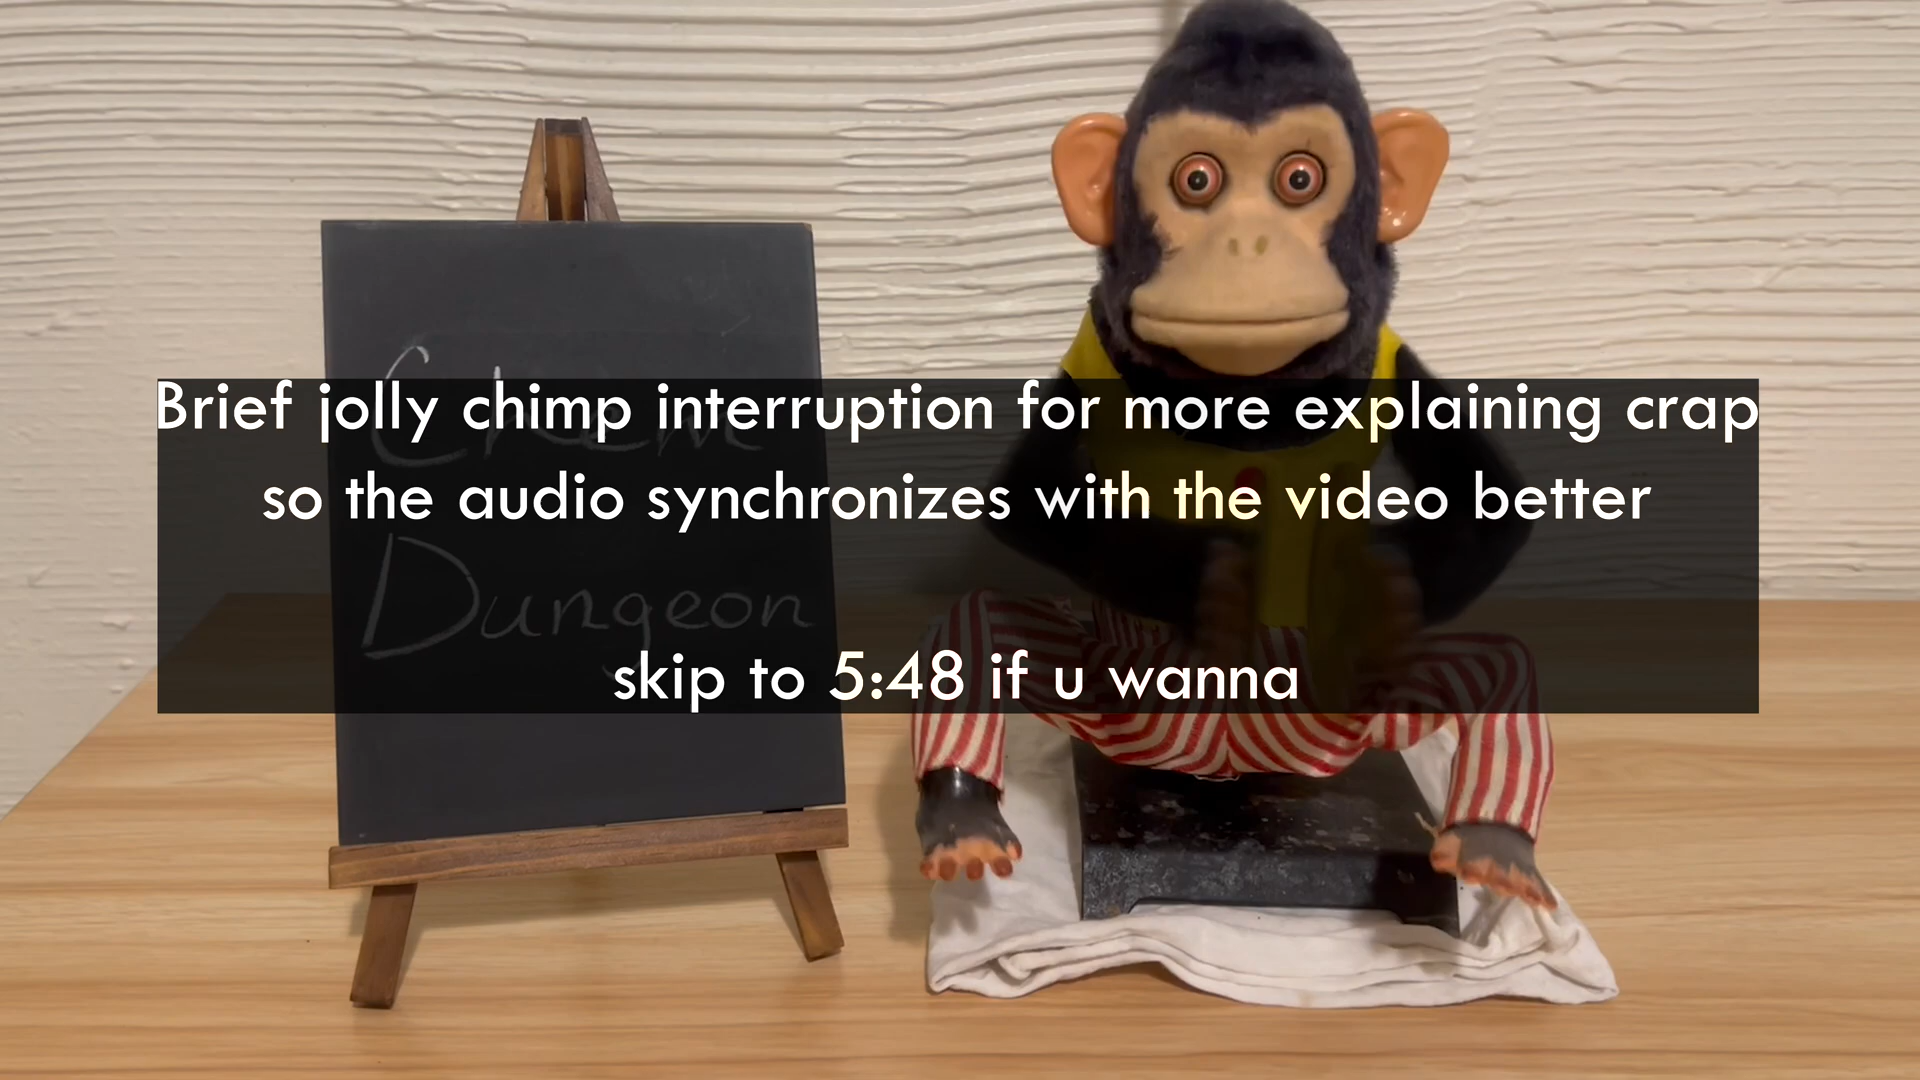 Brief jolly chimp interruption for more explaining crap
so the audio synchronizes with the video better
skip to 5:48 if u wanna
Chem
Dungeon